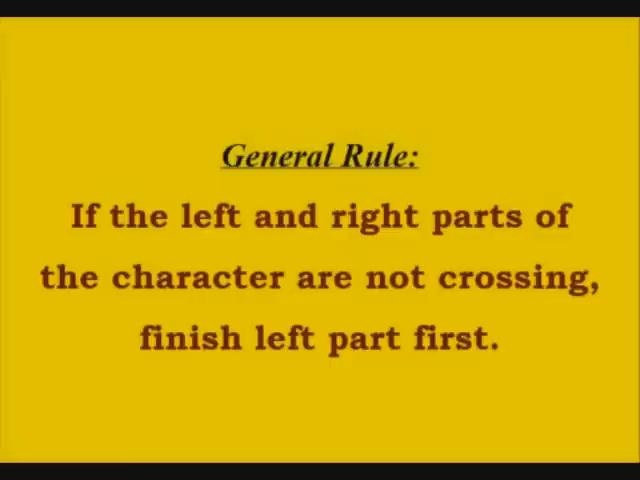 General Rule:
If the left and right parts of
the character are not crossing,
finish left part first.